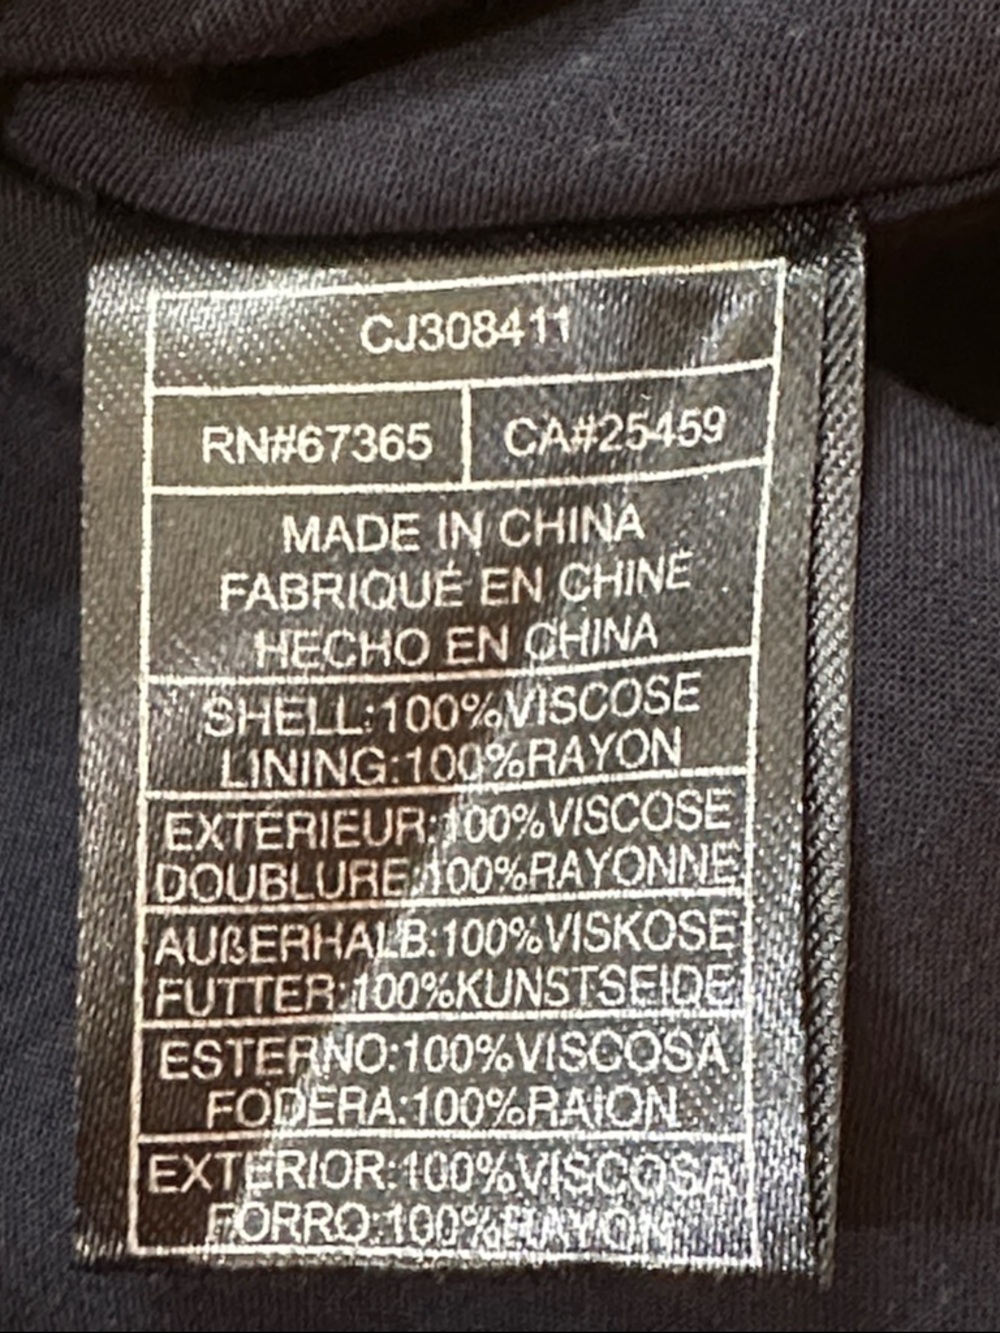 CJ308411
RN#67365 CA#25459
MADE IN CHINA
FABRIQUÉ EN CHINE
HECHO EN CHINA
SHELL:100%VISCOSE
LINING:100%RAYON
EXTERIEUR:100%VISCOSE
DOUBLURE:100%RAYONNE
AUßERHALB:100%VISKOSE
FUTTER:100%KUNSTSEIDE
ESTERNO:100%VISCOSA
FODERA:100%RAION
EXTERIOR:100%VISCOSA
FORRO:100%RAYON